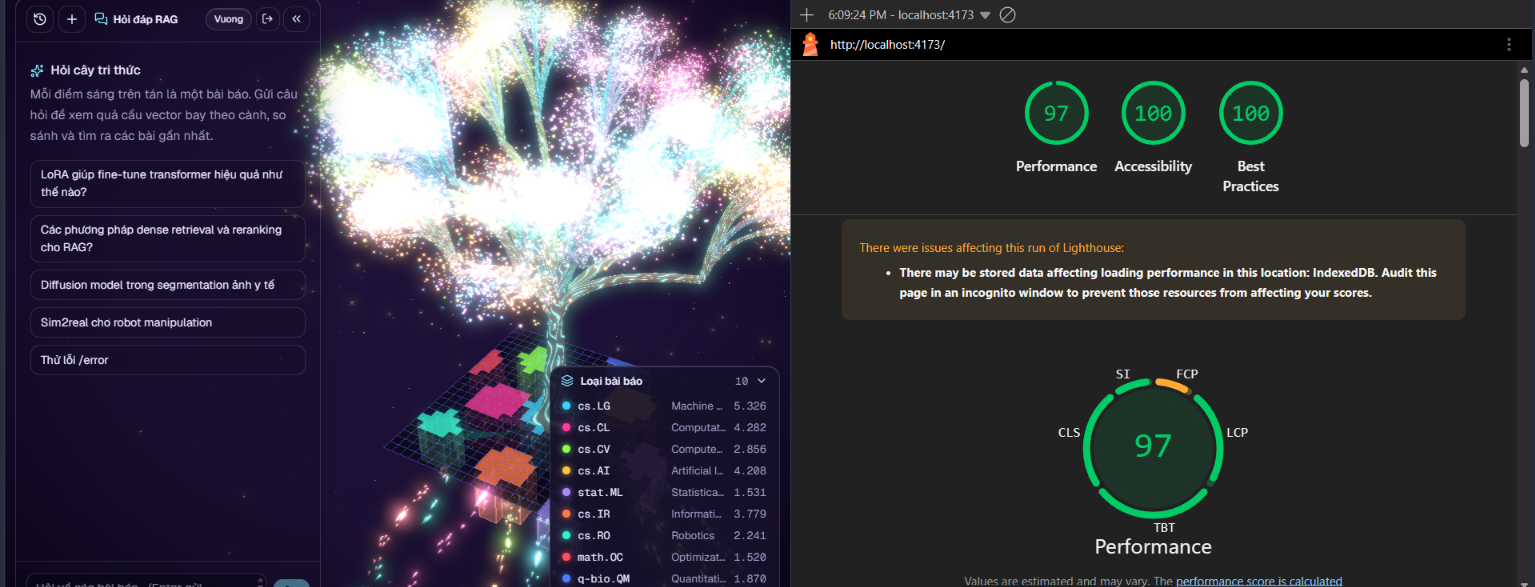 Hỏi đáp RAG
Vuong
Hỏi cây tri thức
Mỗi điểm sáng trên tán là một bài báo. Gửi câu
hỏi để xem quả cầu vector bay theo cành, so
sánh và tìm ra các bài gần nhất.
LoRA giúp fine-tune transformer hiệu quả như
thế nào?
Các phương pháp dense retrieval và reranking
cho RAG?
Diffusion model trong segmentation ảnh y tế
Sim2real cho robot manipulation
Thử lỗi /error
Loại bài báo 10
cs.LG Machine ... 5.326
cs.CL Computat... 4.282
cs.CV Compute... 2.856
cs.AI Artificial I... 4.208
stat.ML Statistica... 1.531
cs.IR Informati... 3.779
cs.RO Robotics 2.241
math.OC Optimizat... 1.520
q-bio.QM Quantitati... 1.870
6:09:24 PM - localhost:4173
http://localhost:4173/
97 100 100
Performance Accessibility Best
Practices
There were issues affecting this run of Lighthouse:
There may be stored data affecting loading performance in this location: IndexedDB. Audit this
page in an incognito window to prevent those resources from affecting your scores.
SI FCP
CLS LCP
97
TBT
Performance
Values are estimated and may vary. The performance score is calculated